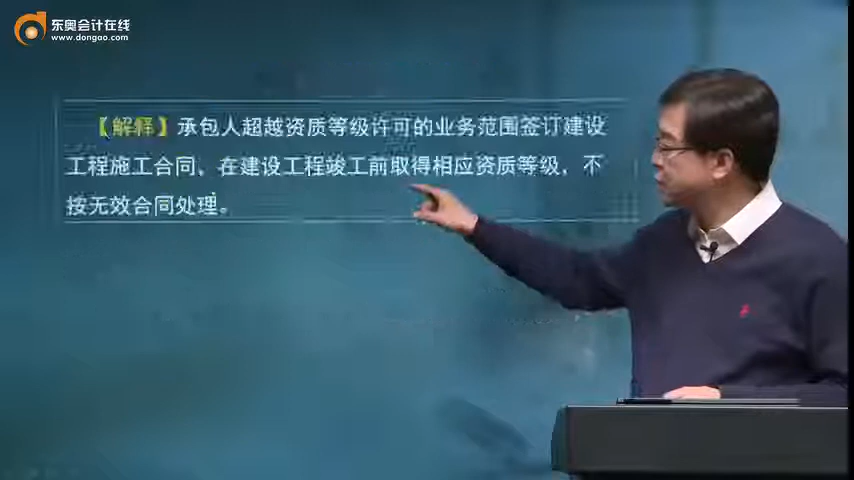 东奥会计在线
www.dongao.com
【解释】承包人超越资质等级许可的业务范围签订建设
工程施工合同、在建设工程竣工前取得相应资质等级，不
按无效合同处理。